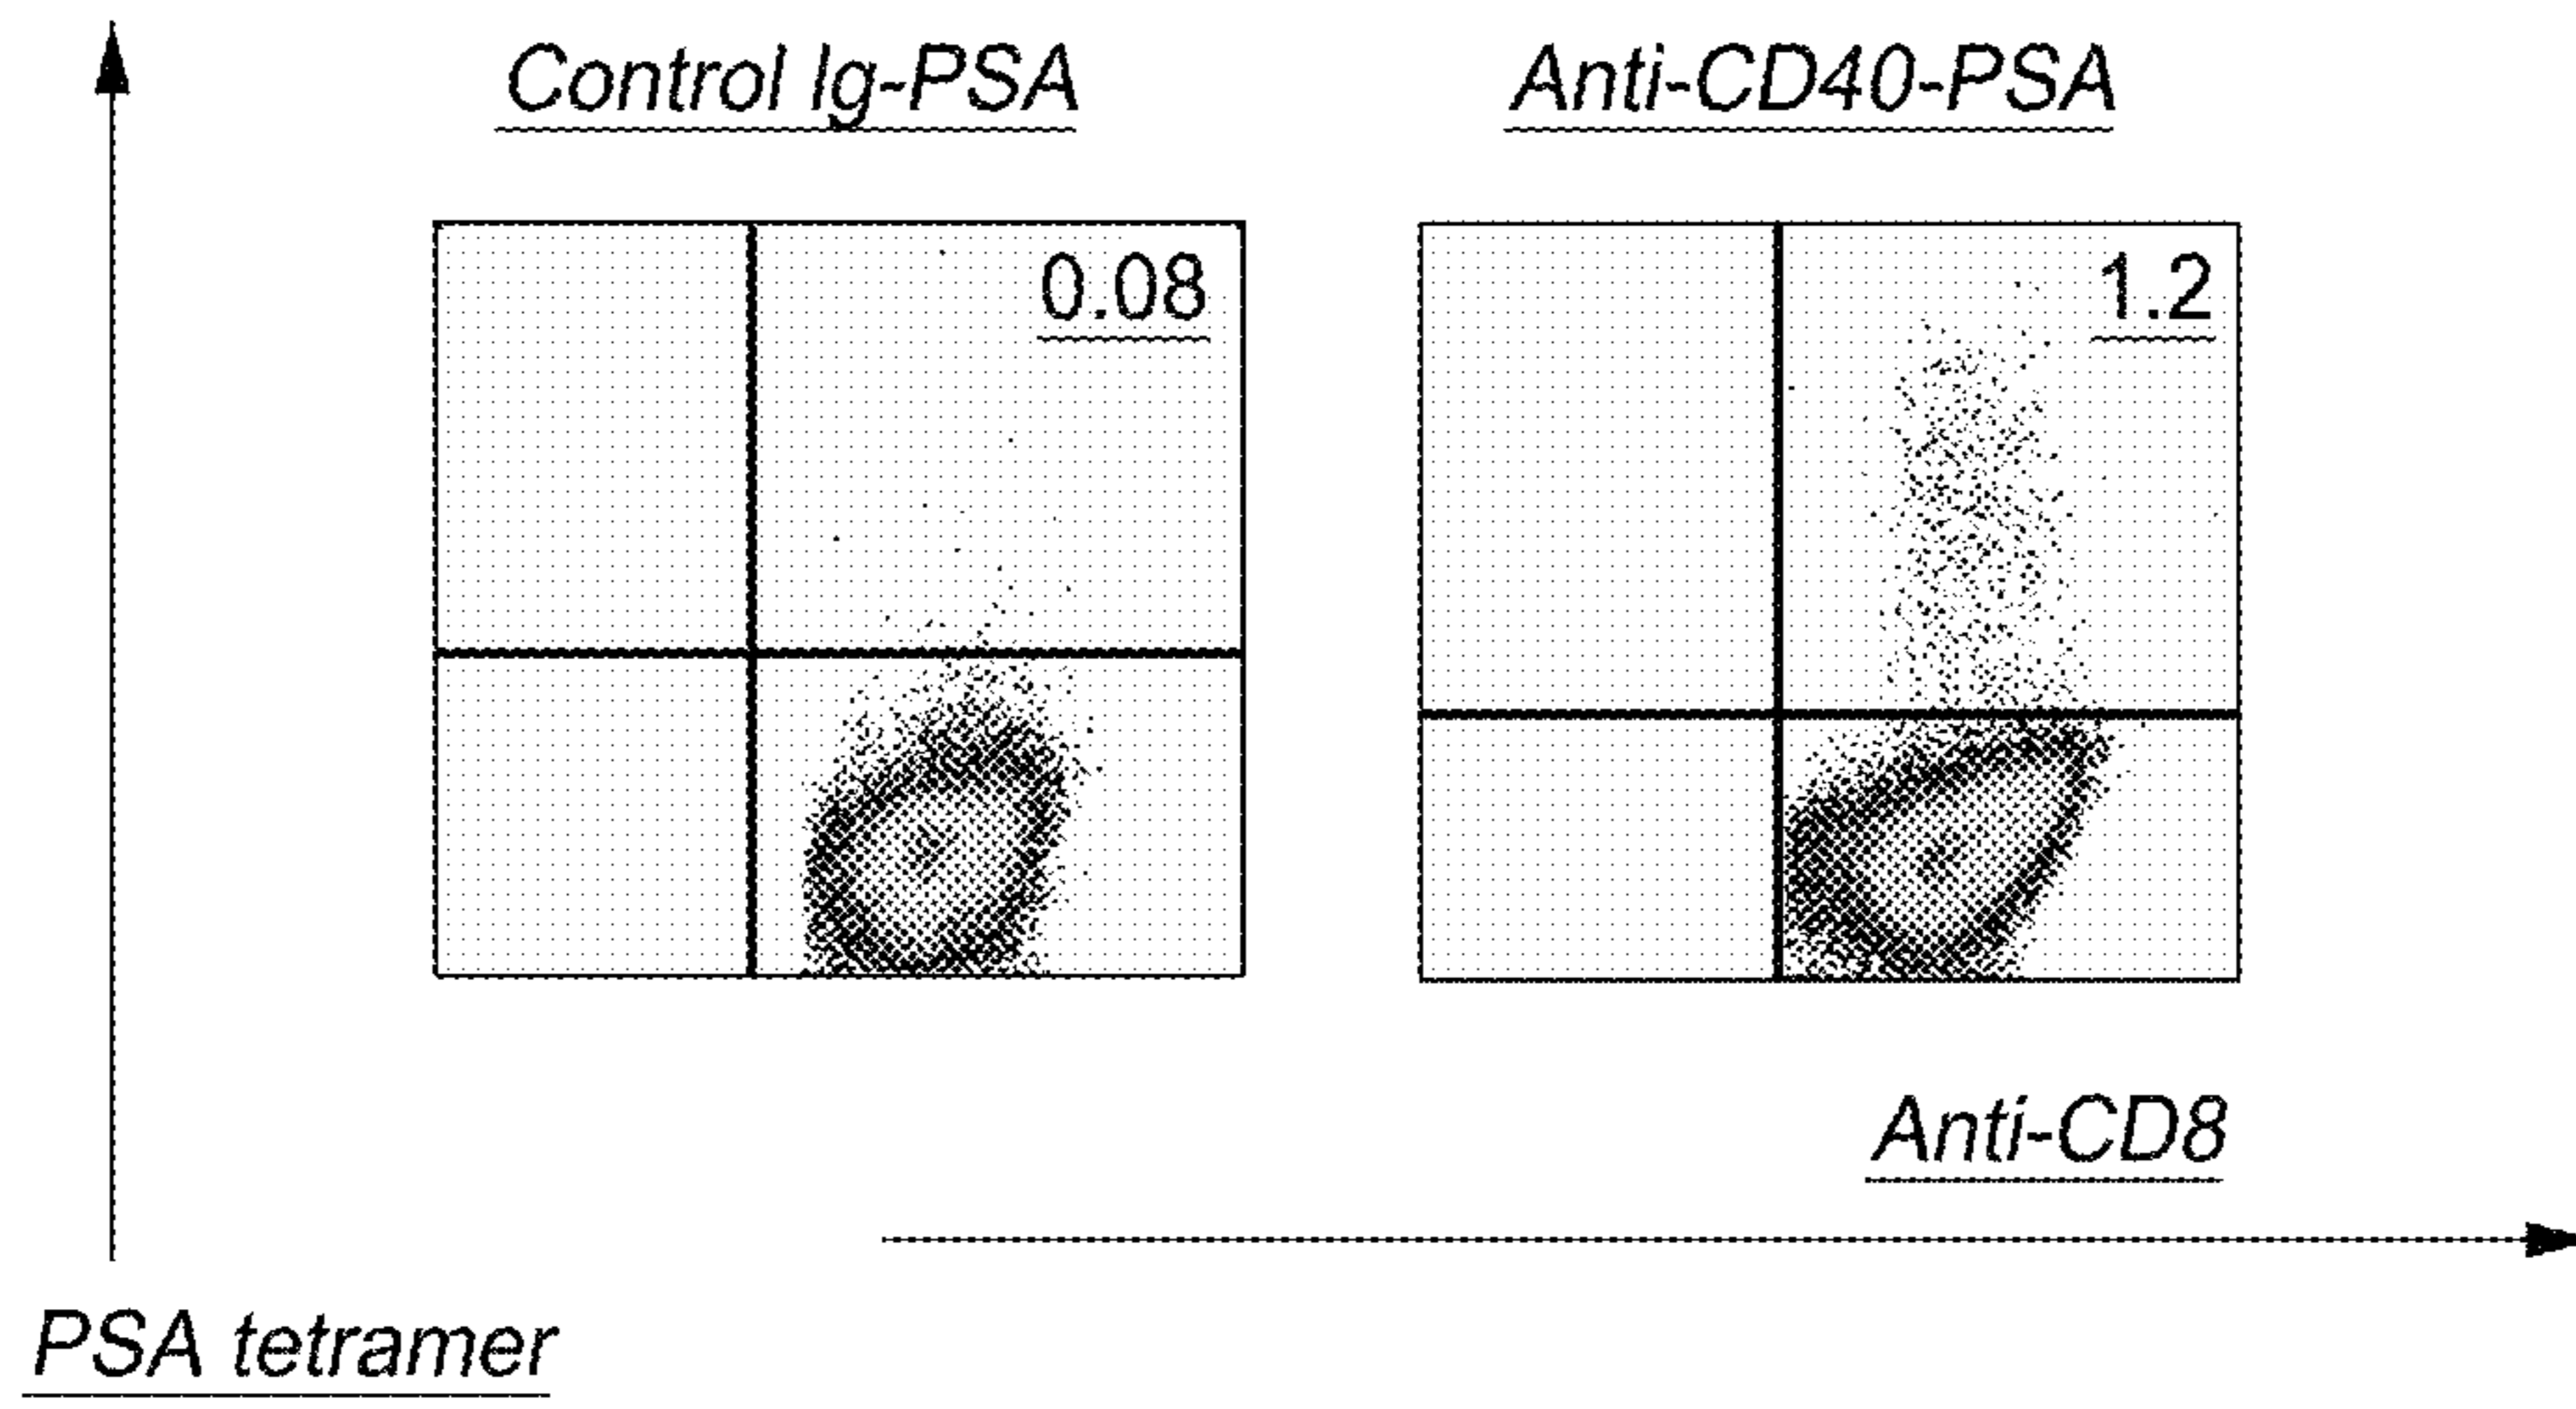 Control Ig-PSA
Anti-CD40-PSA
0.08
1.2
Anti-CD8
PSA tetramer